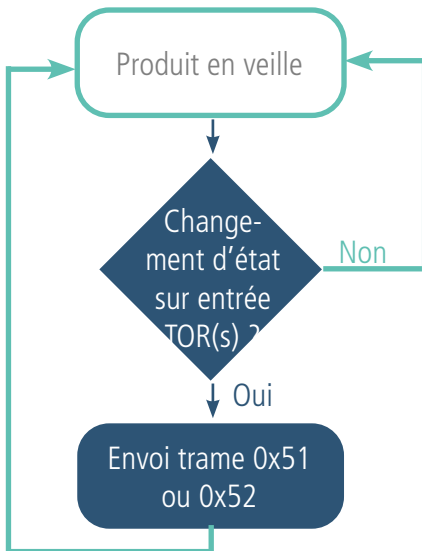 Produit en veille
Change-
ment d'état
sur entrée
TOR(s) ?
Non
Oui
Envoi trame 0x51
ou 0x52